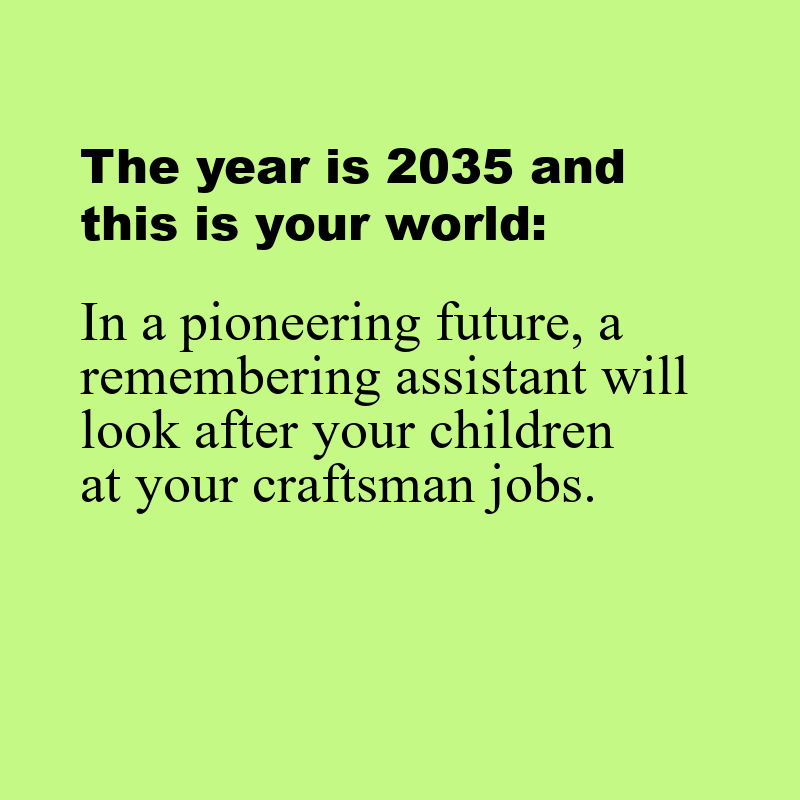 The year is 2035 and
this is your world:
In a pioneering future, a
remembering assistant will
look after your children
at your craftsman jobs.